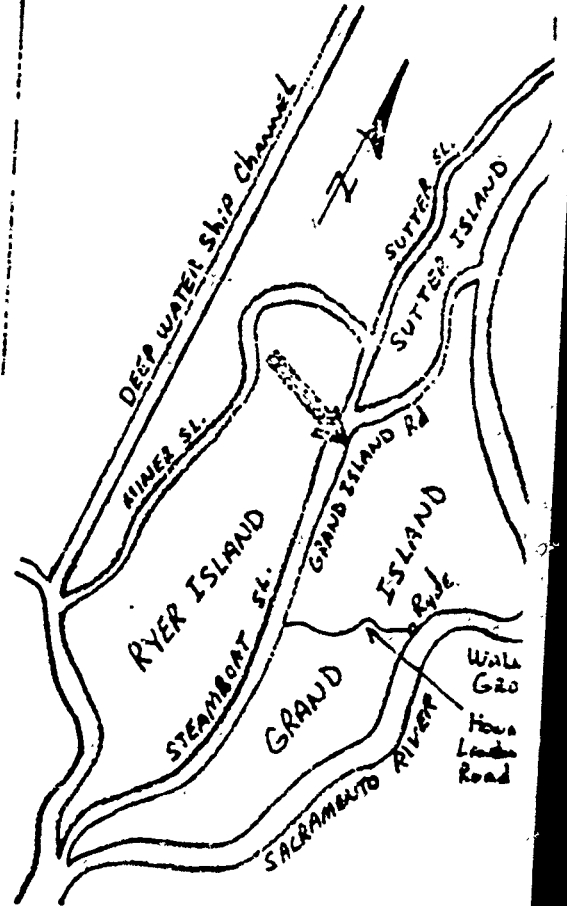 DEEP WATER Ship Channel
N
SUTTER SL.
SUTTER ISLAND
MINER SL.
GRAND ISLAND Rd
RYER ISLAND
STEAMBOAT SL.
GRAND
ISLAND
Ryde
SACRAMENTO RIVER
Road